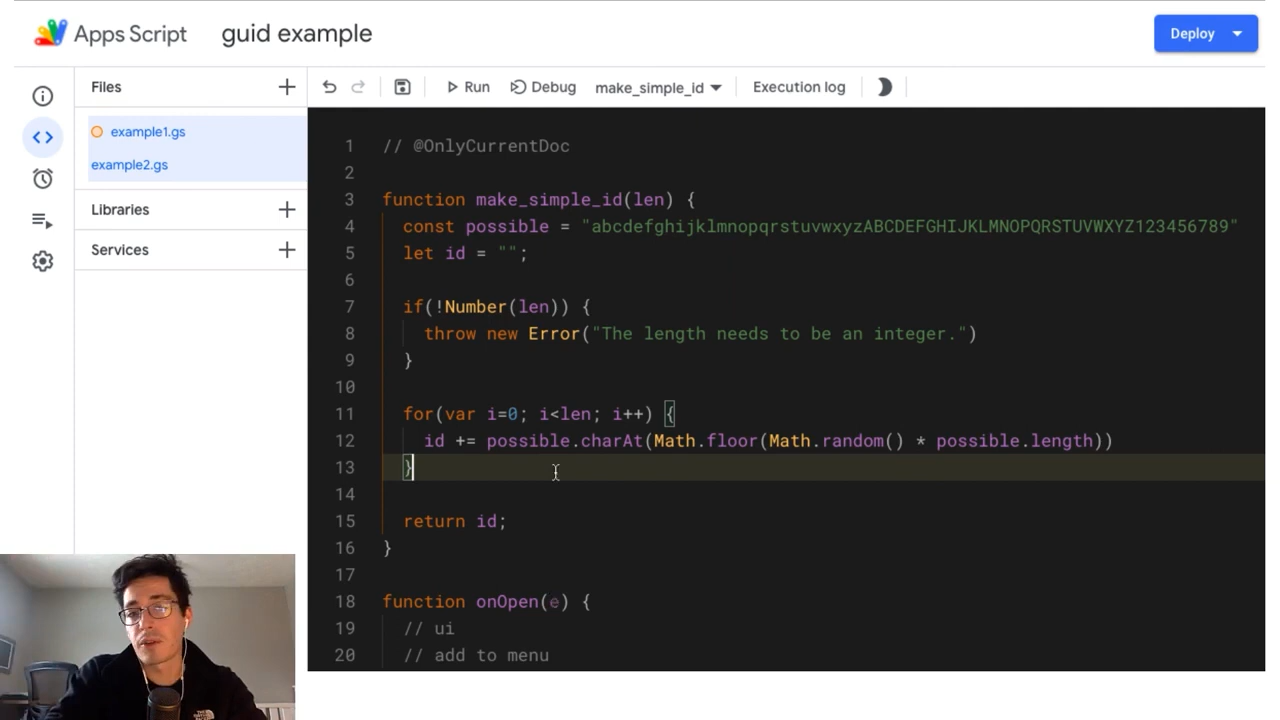 Apps Script guid example Deploy
Files Run Debug make_simple_id Execution log
example1.gs
example2.gs
Libraries
Services
1 // @OnlyCurrentDoc
2
3 function make_simple_id(len) {
4 const possible = "abcdefghijklmnopqrstuvwxyzABCDEFGHIJKLMNOPQRSTUVWXYZ123456789"
5 let id = "";
6
7 if(!Number(len)) {
8 throw new Error("The length needs to be an integer.")
9 }
10
11 for(var i=0; i<len; i++) {
12 id += possible.charAt(Math.floor(Math.random() * possible.length))
13 }
14
15 return id;
16 }
17
18 function onOpen(e) {
19 // ui
20 // add to menu